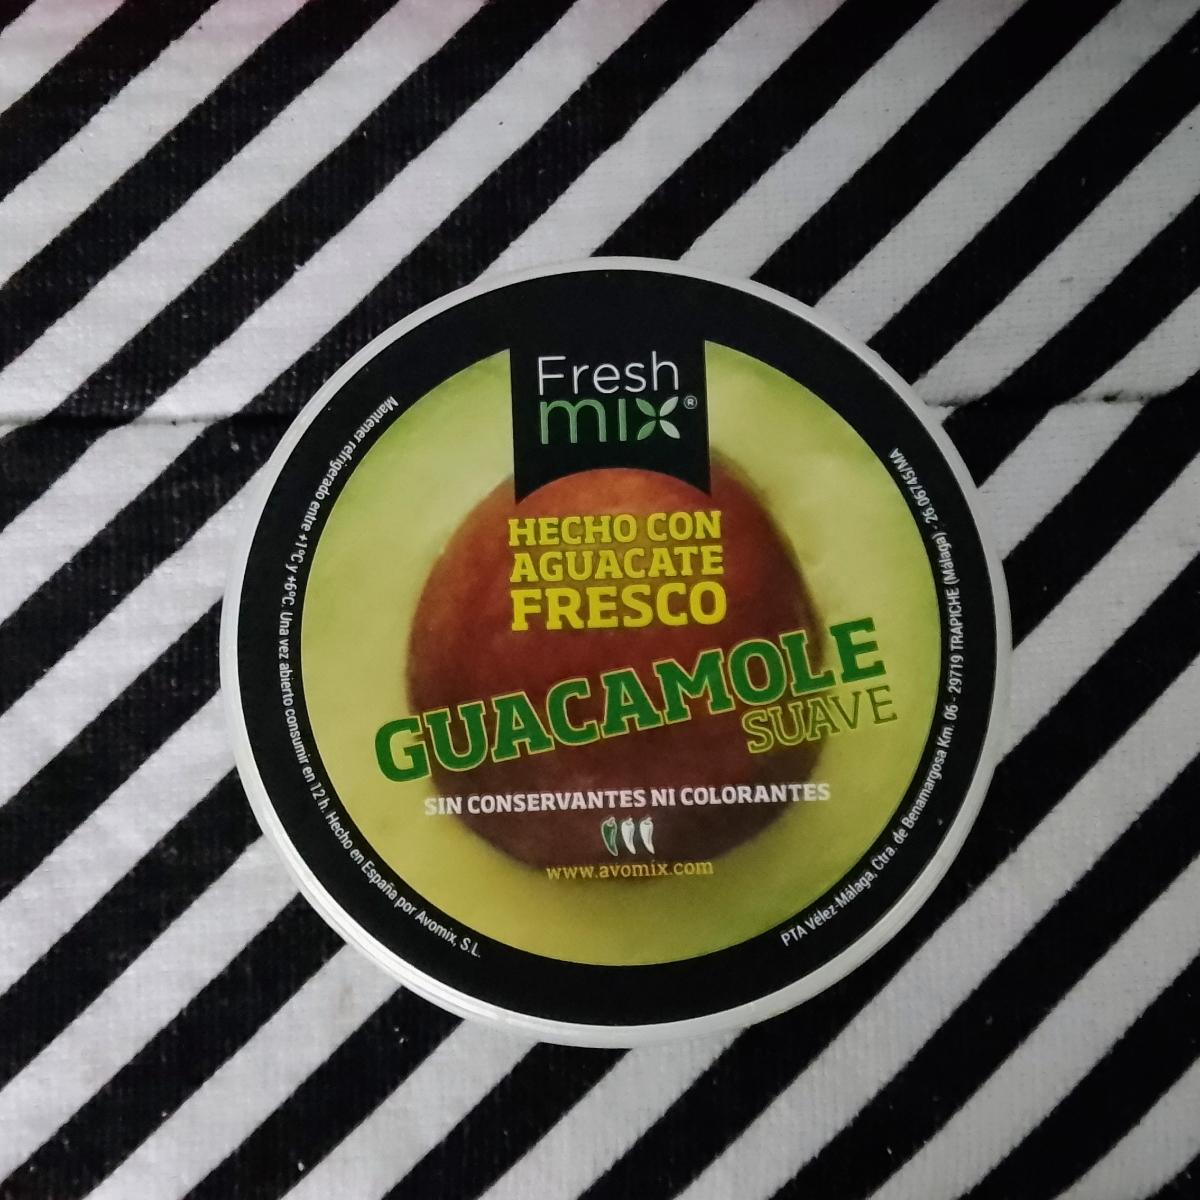 Fresh
mix®
HECHO CON
AGUACATE
FRESCO
GUACAMOLE
SUAVE
SIN CONSERVANTES NI COLORANTES
www.avomix.com
Mantener refrigerado entre +1ºC y +6ºC. Una vez abierto consumir en 12 h. Hecho en España por Avomix, S.L.
PTA Vélez-Málaga, Ctra. de Benamargosa Km. 06 - 29719 TRAPICHE (Málaga) - 26.06745/MA